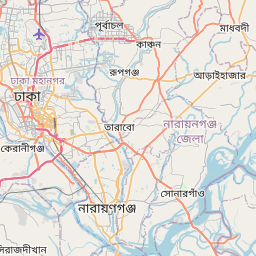 পূর্বাচল
মাধবদী
কাঞ্চন
রূপগঞ্জ
আড়াইহাজার
ঢাকা মহানগর
ঢাকা
তারাবো
নারায়ণগঞ্জ
জেলা
কেরানীগঞ্জ
সোনারগাঁও
নারায়ণগঞ্জ
সিরাজদীখান